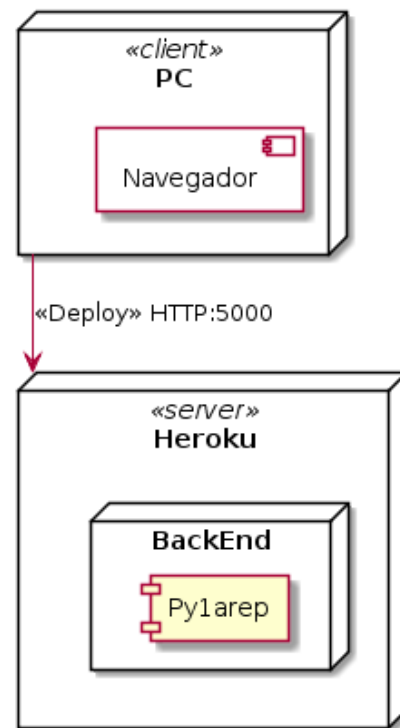 «client»
PC
Navegador
«Deploy» HTTP:5000
«server»
Heroku
BackEnd
Py1arep